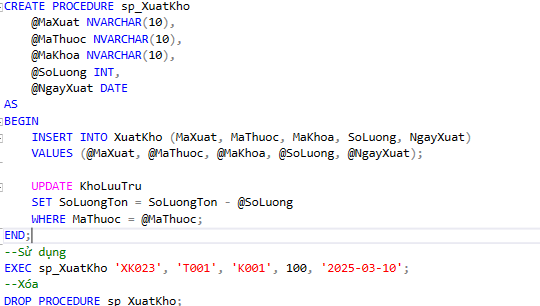 CREATE PROCEDURE sp_XuatKho
    @MaXuat NVARCHAR(10),
    @MaThuoc NVARCHAR(10),
    @MaKhoa NVARCHAR(10),
    @SoLuong INT,
    @NgayXuat DATE
AS
BEGIN
    INSERT INTO XuatKho (MaXuat, MaThuoc, MaKhoa, SoLuong, NgayXuat)
    VALUES (@MaXuat, @MaThuoc, @MaKhoa, @SoLuong, @NgayXuat);

    UPDATE KhoLuuTru
    SET SoLuongTon = SoLuongTon - @SoLuong
    WHERE MaThuoc = @MaThuoc;
END;
--Sử dụng
EXEC sp_XuatKho 'XK023', 'T001', 'K001', 100, '2025-03-10';
--Xóa
DROP PROCEDURE sp_XuatKho;